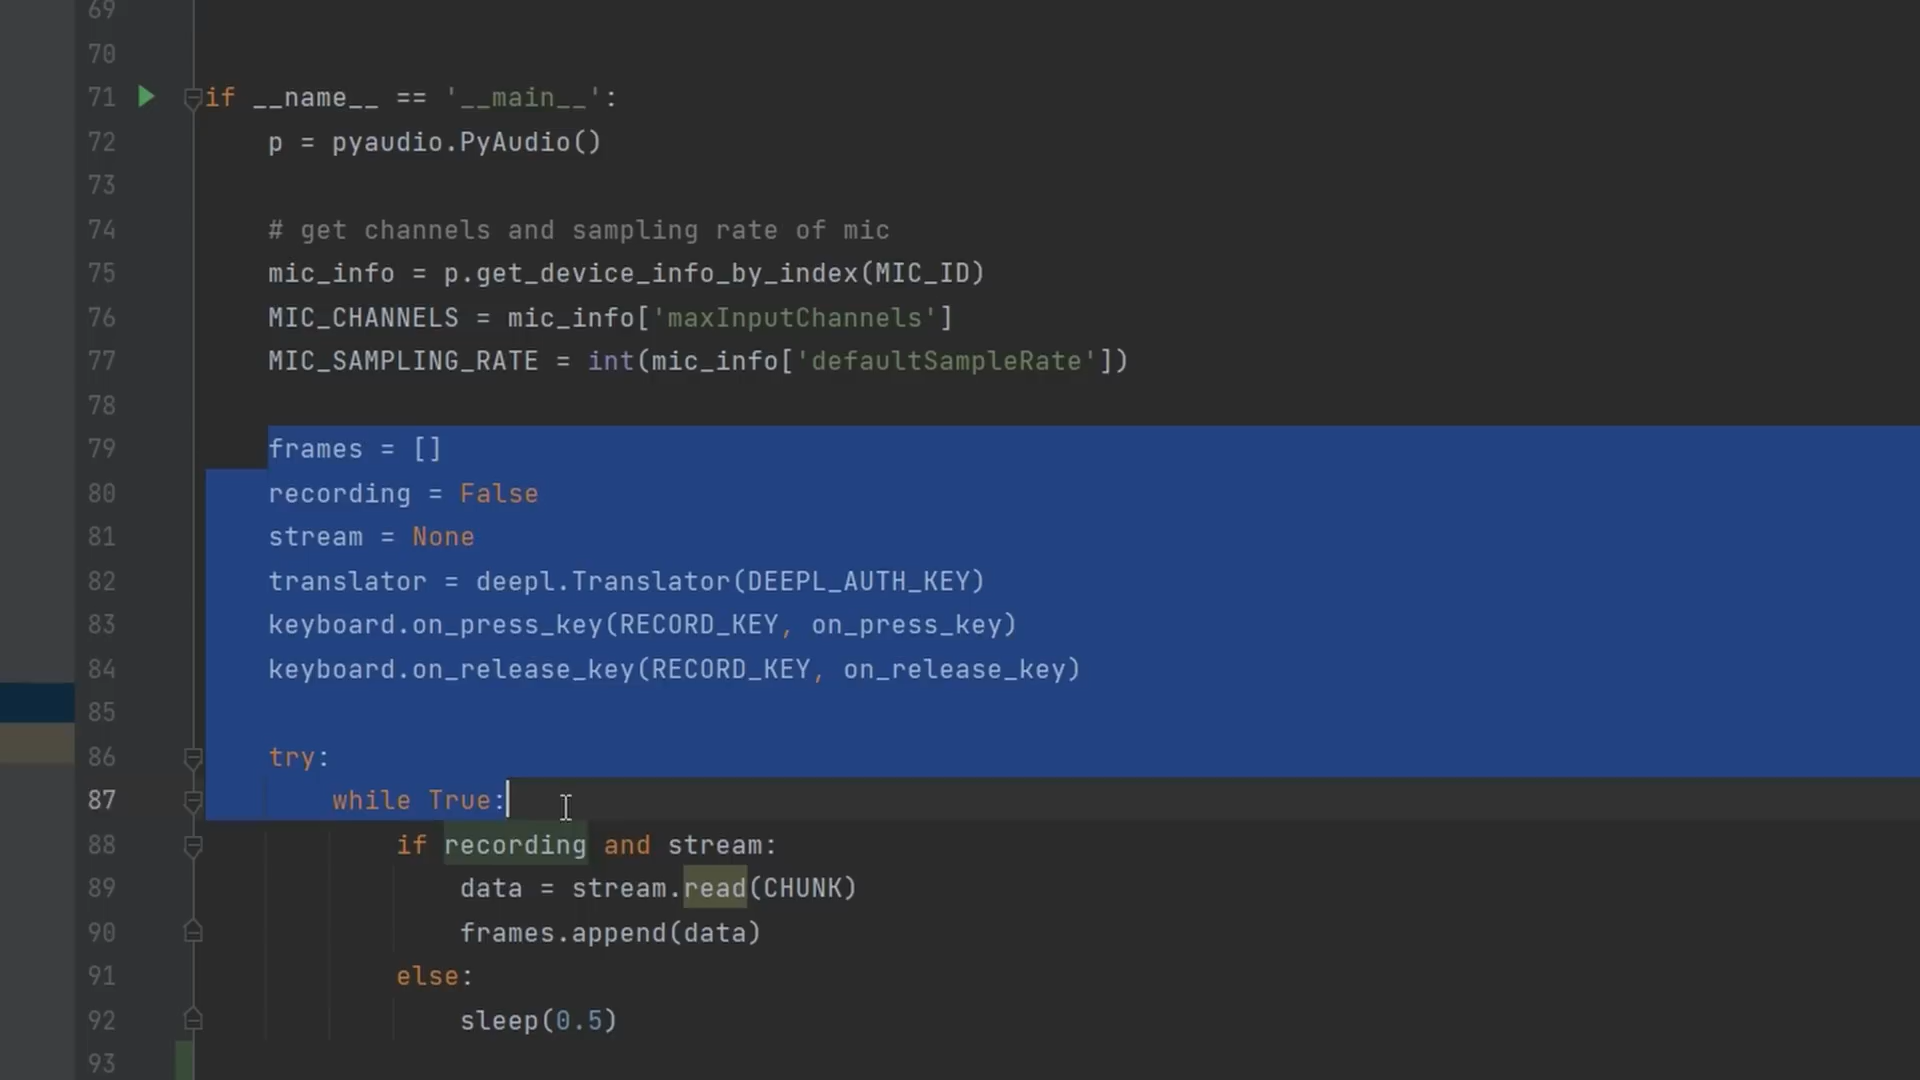 69
70
71 if __name__ == '__main__':
72 p = pyaudio.PyAudio()
73
74 # get channels and sampling rate of mic
75 mic_info = p.get_device_info_by_index(MIC_ID)
76 MIC_CHANNELS = mic_info['maxInputChannels']
77 MIC_SAMPLING_RATE = int(mic_info['defaultSampleRate'])
78
79 frames = []
80 recording = False
81 stream = None
82 translator = deepl.Translator(DEEPL_AUTH_KEY)
83 keyboard.on_press_key(RECORD_KEY, on_press_key)
84 keyboard.on_release_key(RECORD_KEY, on_release_key)
85
86 try:
87 while True:
88 if recording and stream:
89 data = stream.read(CHUNK)
90 frames.append(data)
91 else:
92 sleep(0.5)
93